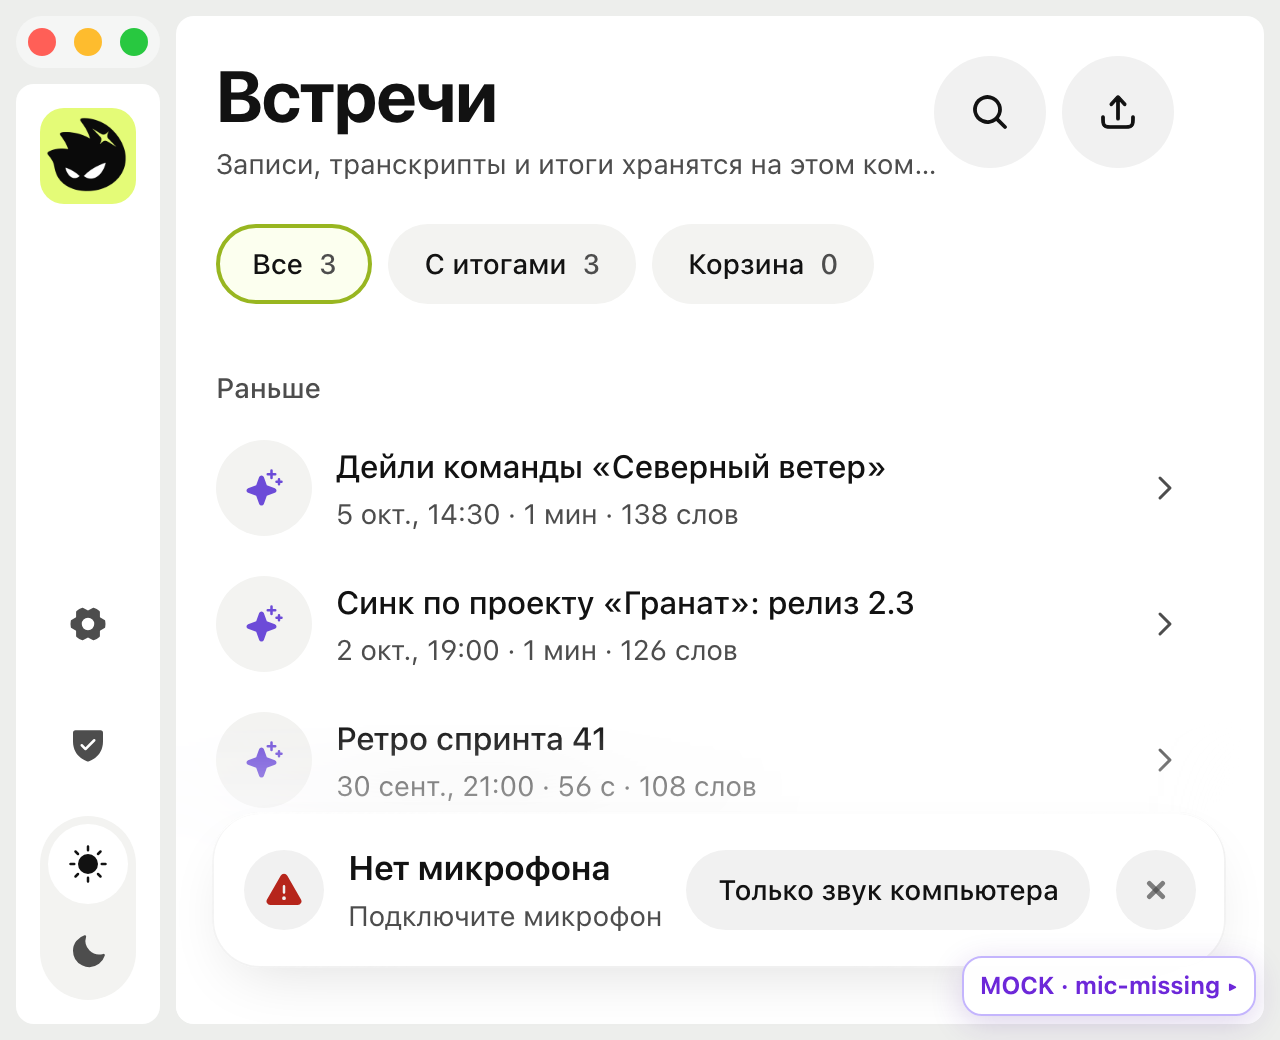 Встречи
Записи, транскрипты и итоги хранятся на этом ком...
Все 3
С итогами 3
Корзина 0
Раньше
Дейли команды «Северный ветер»
5 окт., 14:30 · 1 мин · 138 слов
Синк по проекту «Гранат»: релиз 2.3
2 окт., 19:00 · 1 мин · 126 слов
Ретро спринта 41
30 сент., 21:00 · 56 с · 108 слов
Нет микрофона
Подключите микрофон
Только звук компьютера
MOCK · mic-missing ▸